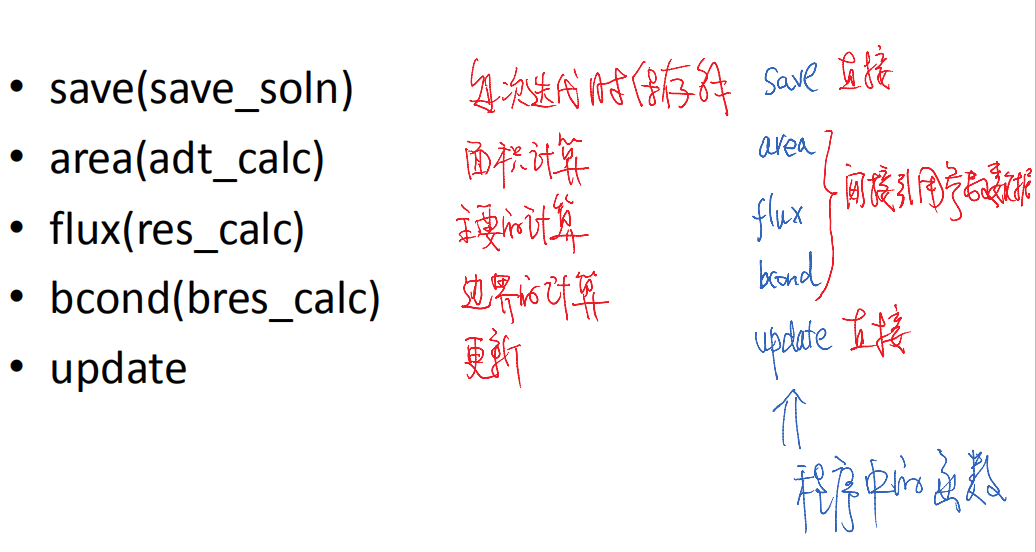 • save(save_soln) 每次迭代时保存解 save 直接
• area(adt_calc) 面积计算 area
间接引用 数据
• flux(res_calc) 主要的计算 flux
• bcond(bres_calc) 边界的计算 bcond
• update 更新 update 直接
程序中的函数